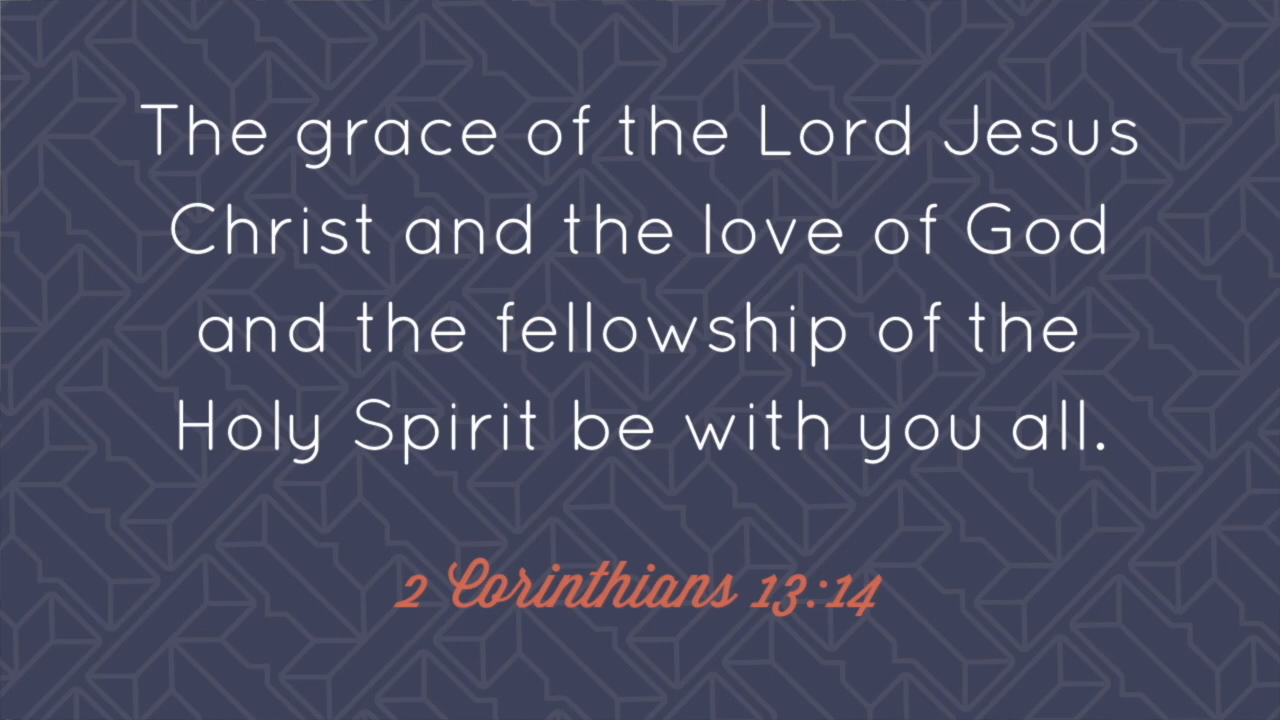 The grace of the Lord Jesus
Christ and the love of God
and the fellowship of the
Holy Spirit be with you all.
2 Corinthians 13:14